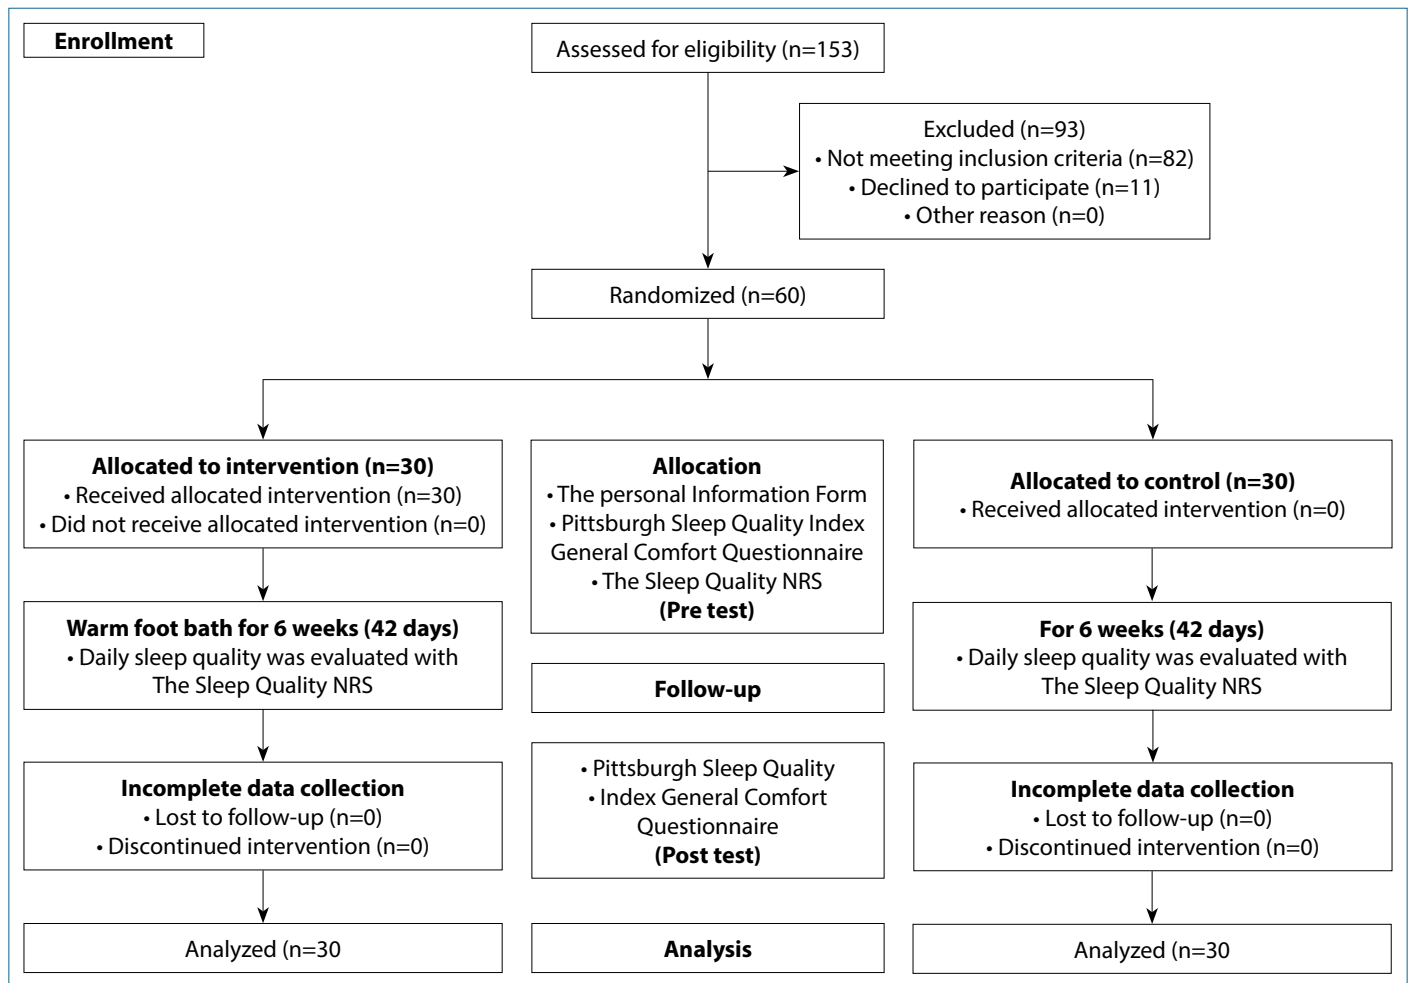 Enrollment
Assessed for eligibility (n=153)
Excluded (n=93)
• Not meeting inclusion criteria (n=82)
• Declined to participate (n=11)
• Other reason (n=0)
Randomized (n=60)
Allocated to intervention (n=30)
• Received allocated intervention (n=30)
• Did not receive allocated intervention (n=0)
Allocation
• The personal Information Form
• Pittsburgh Sleep Quality Index
General Comfort Questionnaire
• The Sleep Quality NRS
(Pre test)
Allocated to control (n=30)
• Received allocated intervention (n=0)
Warm foot bath for 6 weeks (42 days)
• Daily sleep quality was evaluated with
The Sleep Quality NRS
Follow-up
For 6 weeks (42 days)
• Daily sleep quality was evaluated with
The Sleep Quality NRS
Incomplete data collection
• Lost to follow-up (n=0)
• Discontinued intervention (n=0)
• Pittsburgh Sleep Quality
• Index General Comfort
Questionnaire
(Post test)
Incomplete data collection
• Lost to follow-up (n=0)
• Discontinued intervention (n=0)
Analyzed (n=30
Analysis
Analyzed (n=30